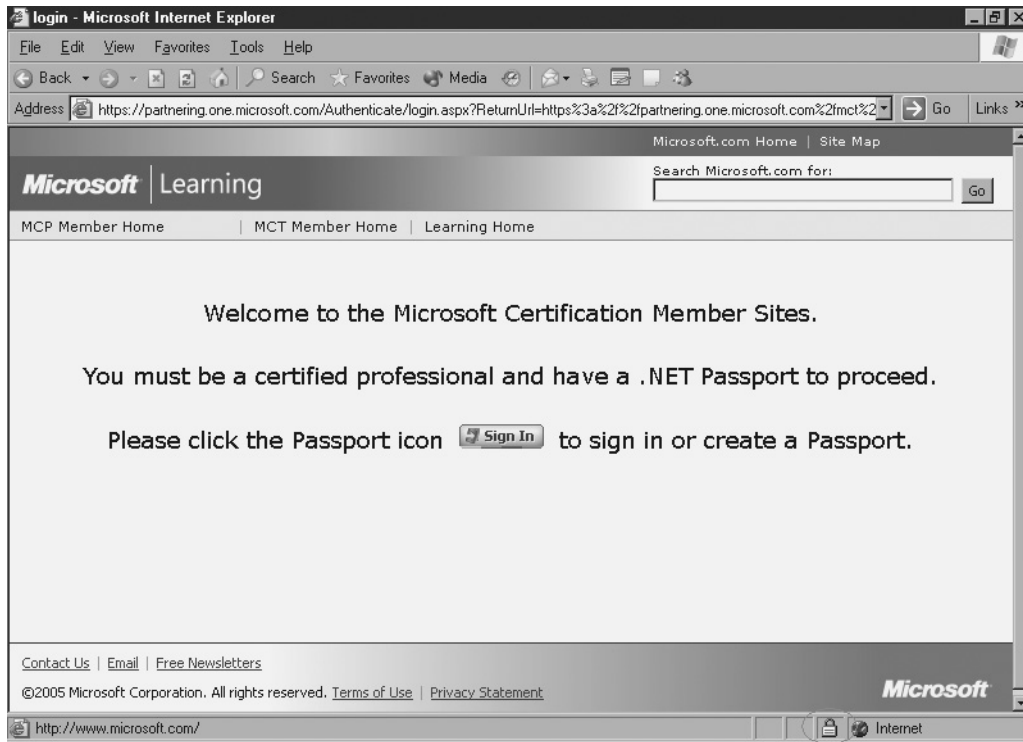 login - Microsoft Internet Explorer
File Edit View Favorites Tools Help
Back Search Favorites Media
Address https://partnering.one.microsoft.com/Authenticate/login.aspx?ReturnUrl=https%3a%2f%2fpartnering.one.microsoft.com%2fmct%2 Go Links »
Microsoft.com Home | Site Map
Microsoft | Learning
Search Microsoft.com for:
Go
MCP Member Home | MCT Member Home | Learning Home
Welcome to the Microsoft Certification Member Sites.
You must be a certified professional and have a .NET Passport to proceed.
Please click the Passport icon Sign In to sign in or create a Passport.
Contact Us | Email | Free Newsletters
©2005 Microsoft Corporation. All rights reserved. Terms of Use | Privacy Statement
Microsoft
http://www.microsoft.com/ Internet